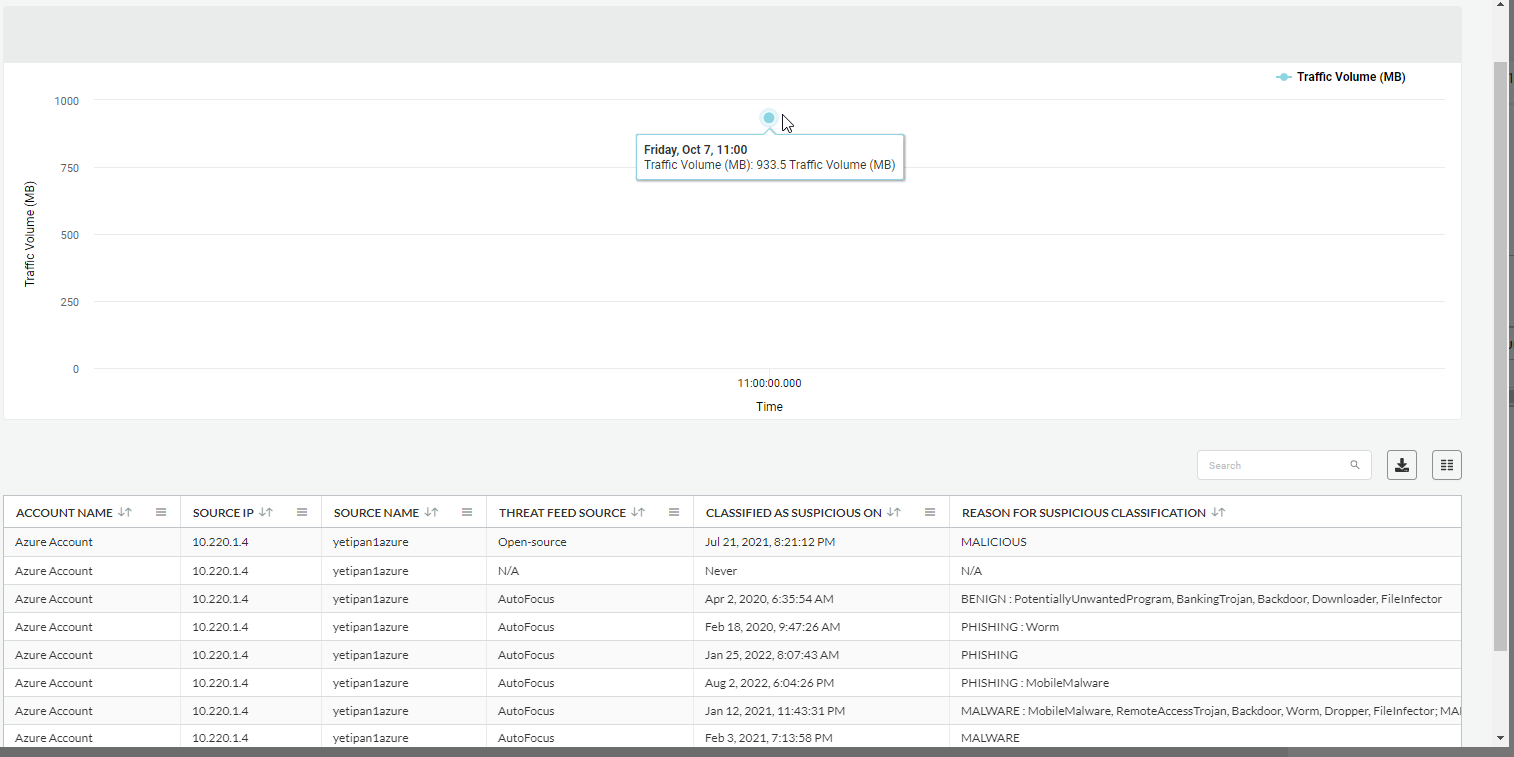 Traffic Volume (MB)
1000
750
500
250
0
Traffic Volume (MB)
Friday, Oct 7, 11:00
Traffic Volume (MB): 933.5 Traffic Volume (MB)
11:00:00.000
Time
Search
ACCOUNT NAME SOURCE IP SOURCE NAME THREAT FEED SOURCE CLASSIFIED AS SUSPICIOUS ON REASON FOR SUSPICIOUS CLASSIFICATION
Azure Account 10.220.1.4 yetipan1azure Open-source Jul 21, 2021, 8:21:12 PM MALICIOUS
Azure Account 10.220.1.4 yetipan1azure N/A Never N/A
Azure Account 10.220.1.4 yetipan1azure AutoFocus Apr 2, 2020, 6:35:54 AM BENIGN : PotentiallyUnwantedProgram, BankingTrojan, Backdoor, Downloader, FileInfector
Azure Account 10.220.1.4 yetipan1azure AutoFocus Feb 18, 2020, 9:47:26 AM PHISHING : Worm
Azure Account 10.220.1.4 yetipan1azure AutoFocus Jan 25, 2022, 8:07:43 AM PHISHING
Azure Account 10.220.1.4 yetipan1azure AutoFocus Aug 2, 2022, 6:04:26 PM PHISHING : MobileMalware
Azure Account 10.220.1.4 yetipan1azure AutoFocus Jan 12, 2021, 11:43:31 PM MALWARE : MobileMalware, RemoteAccessTrojan, Backdoor, Worm, Dropper, FileInfector;
Azure Account 10.220.1.4 yetipan1azure AutoFocus Feb 3, 2021, 7:13:58 PM MALWARE